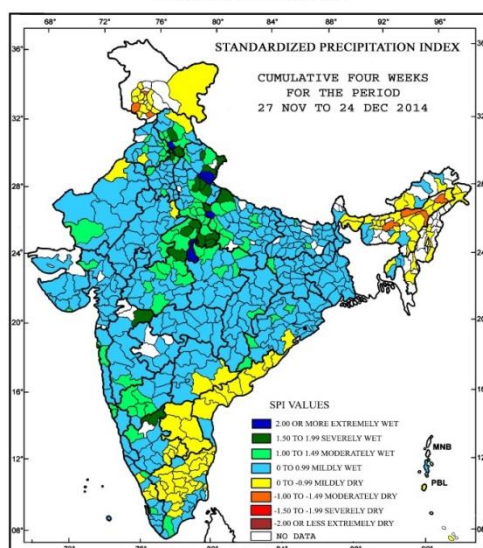 68° 72° 76° 80° 84° 88° 92° 96°
36°
32°
28°
24°
20°
16°
12°
08°
STANDARDIZED PRECIPITATION INDEX
CUMULATIVE FOUR WEEKS
FOR THE PERIOD
27 NOV TO 24 DEC 2014
SPI VALUES
2.00 OR MORE EXTREMELY WET
1.50 TO 1.99 SEVERELY WET
1.00 TO 1.49 MODERATELY WET
0 TO 0.99 MILDLY WET
0 TO -0.99 MILDLY DRY
-1.00 TO -1.49 MODERATELY DRY
-1.50 TO -1.99 SEVERELY DRY
-2.00 OR LESS EXTREMELY DRY
NO DATA
MNB
PBL